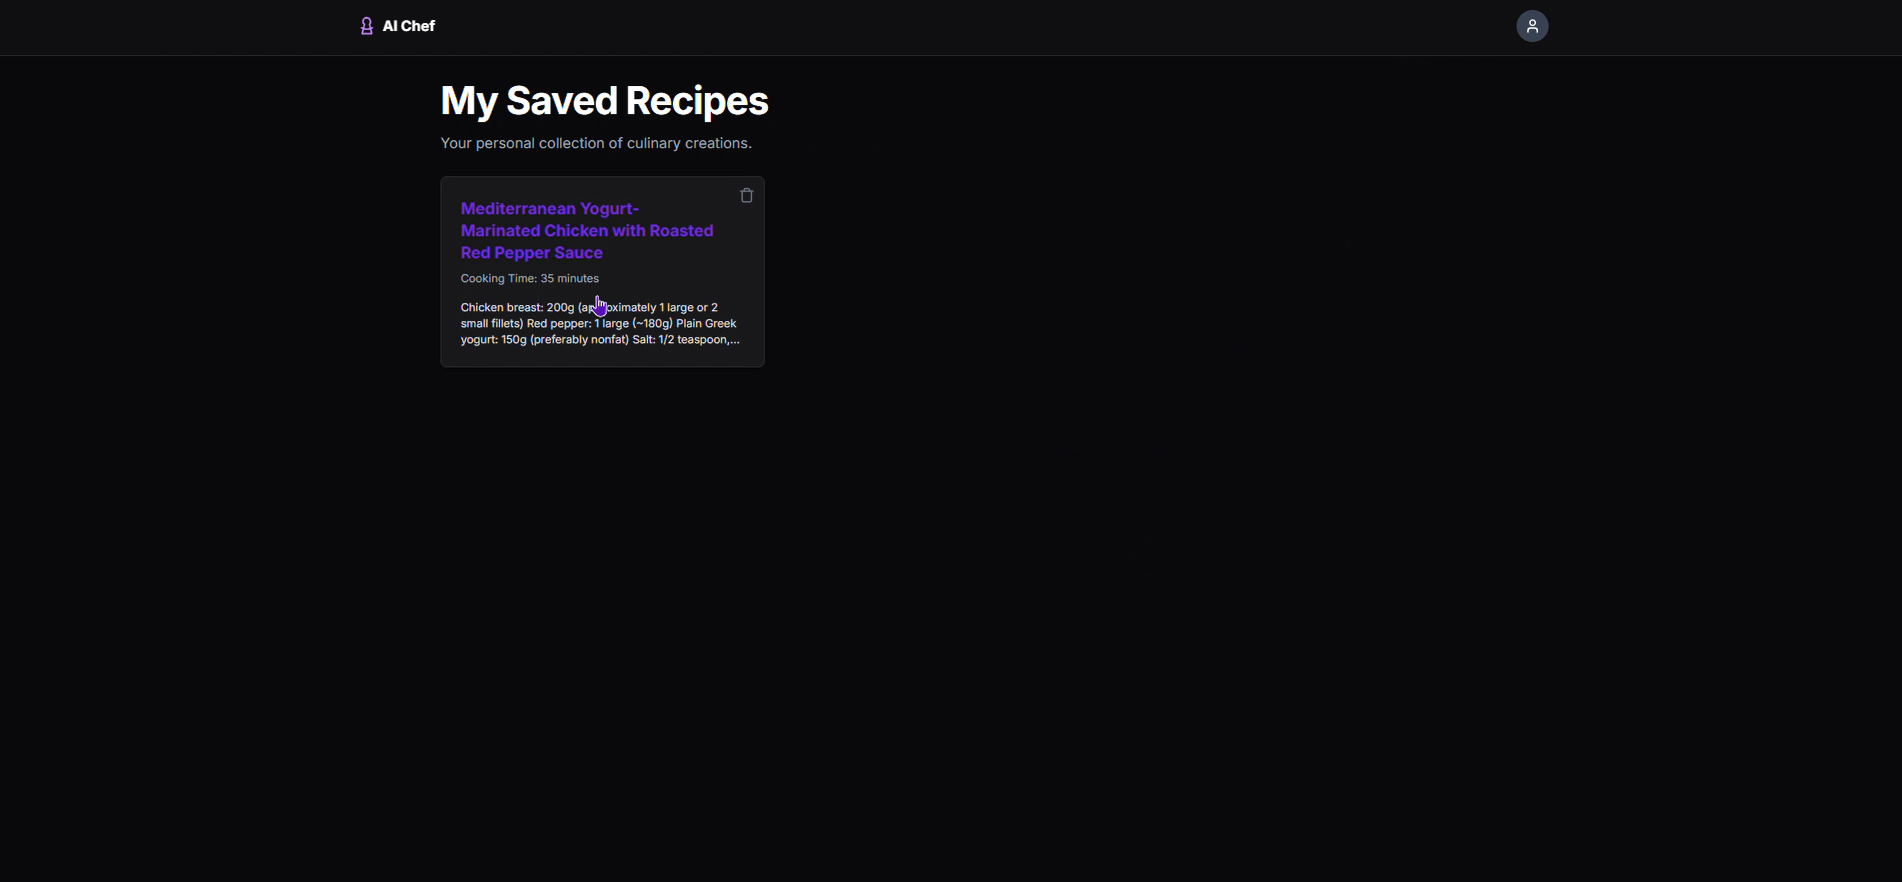 AI Chef
My Saved Recipes
Your personal collection of culinary creations.
Mediterranean Yogurt-
Marinated Chicken with Roasted
Red Pepper Sauce
Cooking Time: 35 minutes
Chicken breast: 200g (approximately 1 large or 2
small fillets) Red pepper: 1 large (~180g) Plain Greek
yogurt: 150g (preferably nonfat) Salt: 1/2 teaspoon,...